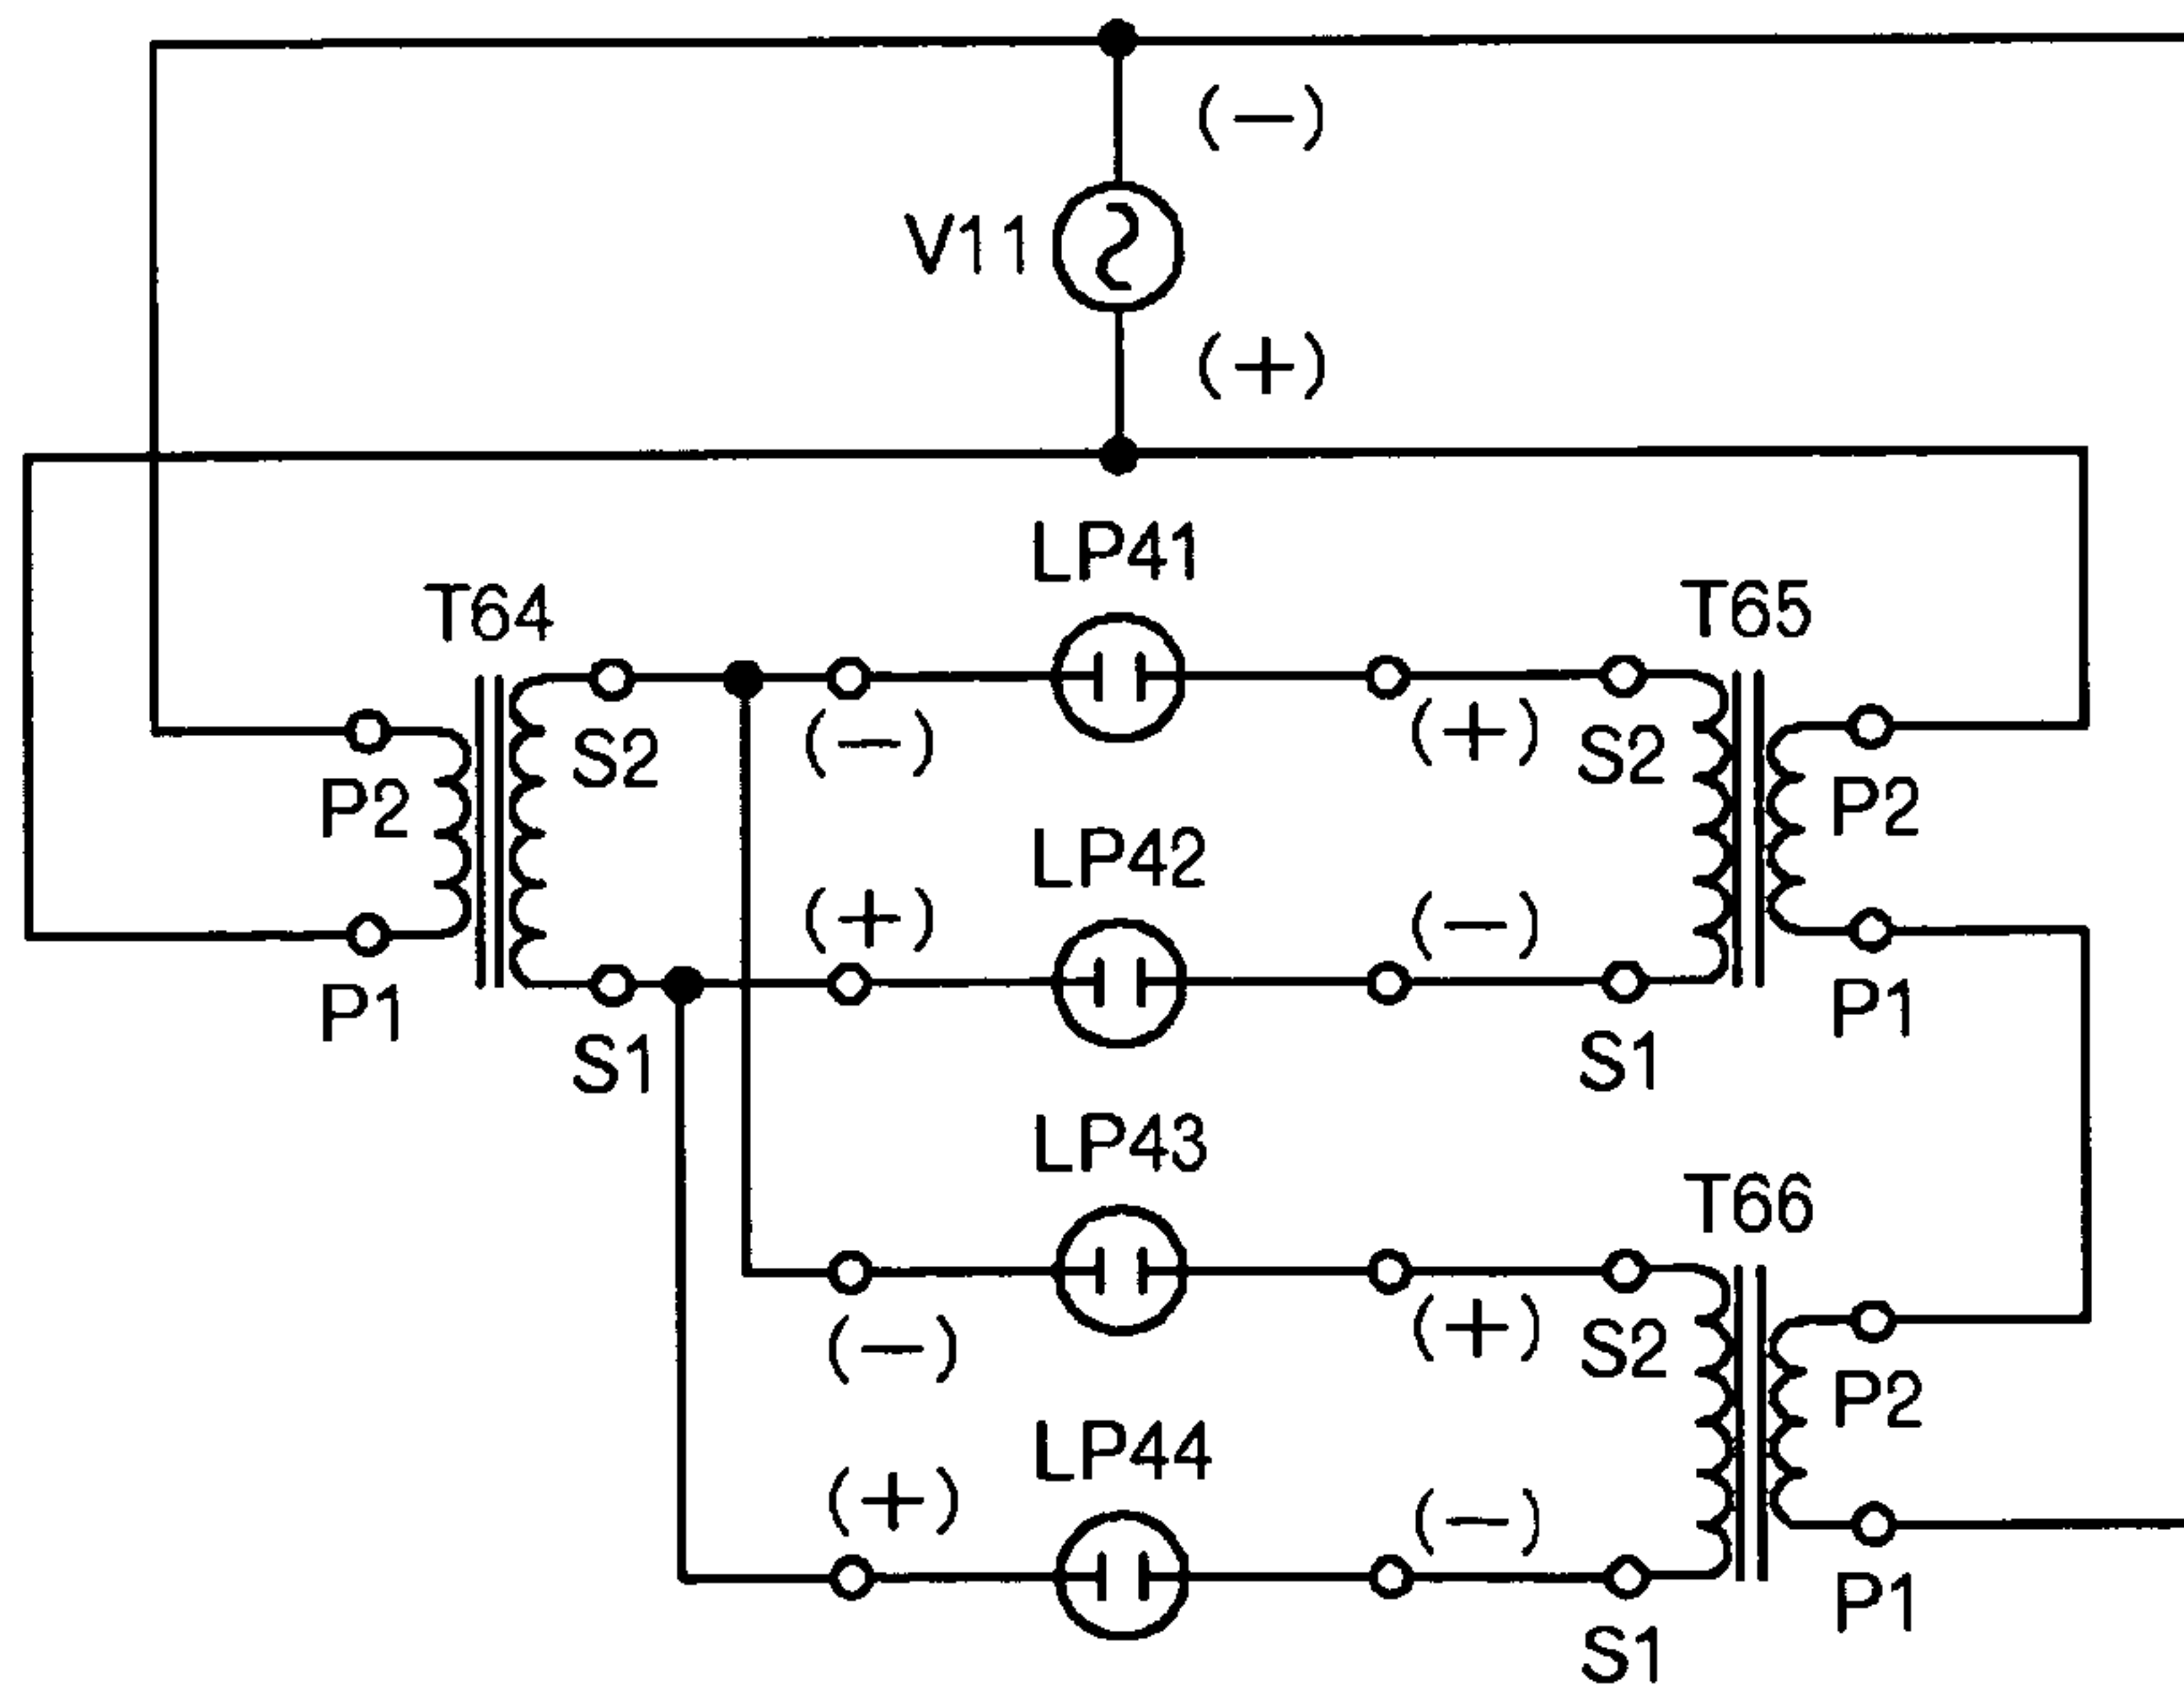 (−)
V11
(+)
LP41
T64
T65
S2
(−)
(+)
S2
P2
P2
LP42
(+)
(−)
P1
P1
S1
S1
LP43
T66
(−)
(+)
S2
P2
LP44
(+)
(−)
P1
S1